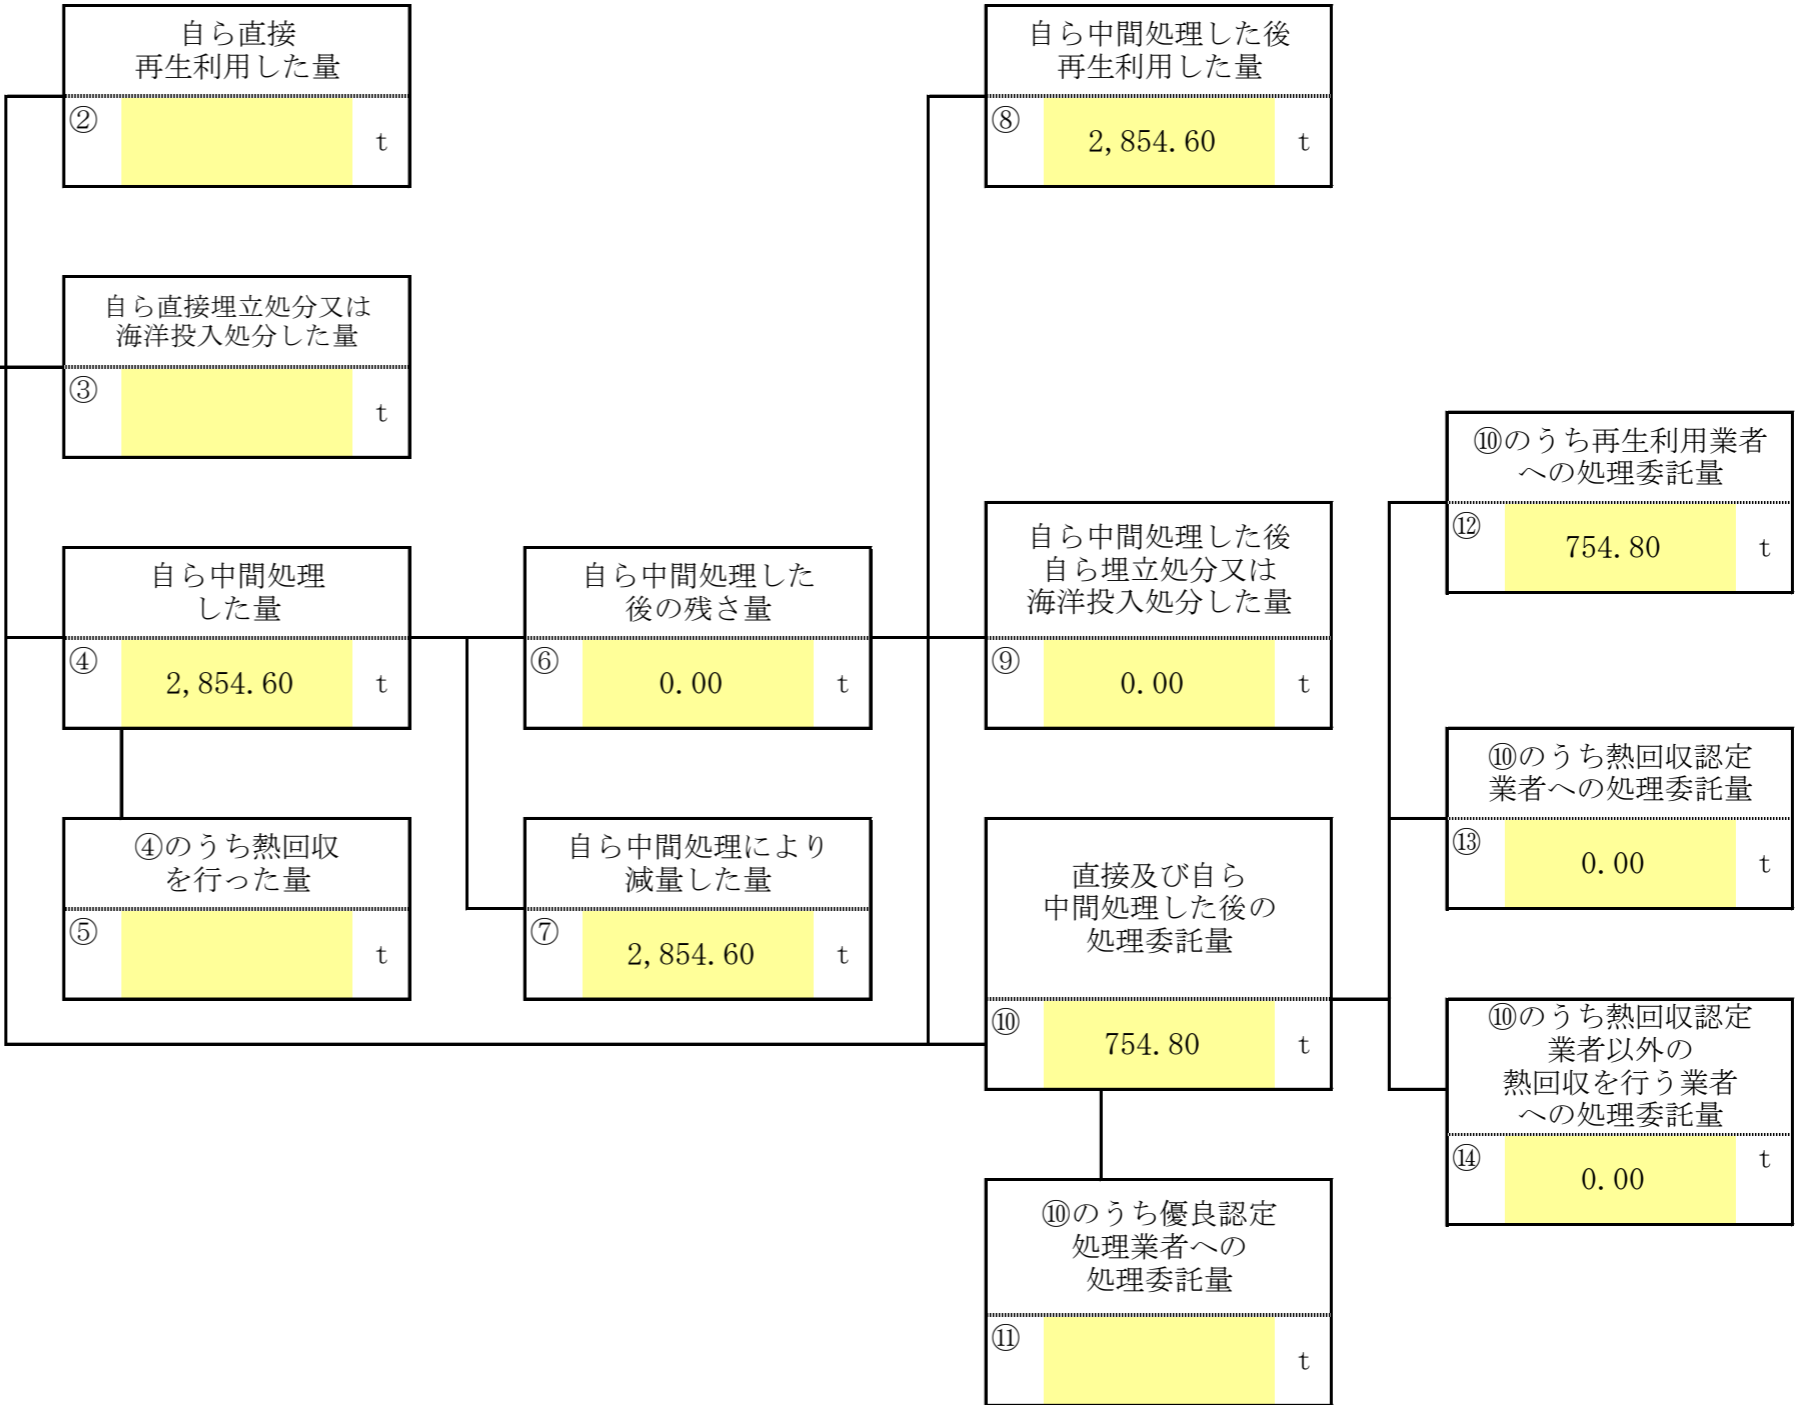 自ら直接
再生利用した量
②
t
自ら中間処理した後
再生利用した量
⑧
2,854.60
t
自ら直接埋立処分又は
海洋投入処分した量
③
t
⑩のうち再生利用業者
への処理委託量
⑫
754.80
t
自ら中間処理
した量
④
2,854.60
t
自ら中間処理した
後の残さ量
⑥
0.00
t
自ら中間処理した後
自ら埋立処分又は
海洋投入処分した量
⑨
0.00
t
⑩のうち熱回収認定
業者への処理委託量
⑬
0.00
t
④のうち熱回収
を行った量
⑤
t
自ら中間処理により
減量した量
⑦
2,854.60
t
直接及び自ら
中間処理した後の
処理委託量
⑩
754.80
t
⑩のうち熱回収認定
業者以外の
熱回収を行う業者
への処理委託量
⑭
0.00
t
⑩のうち優良認定
処理業者への
処理委託量
⑪
t